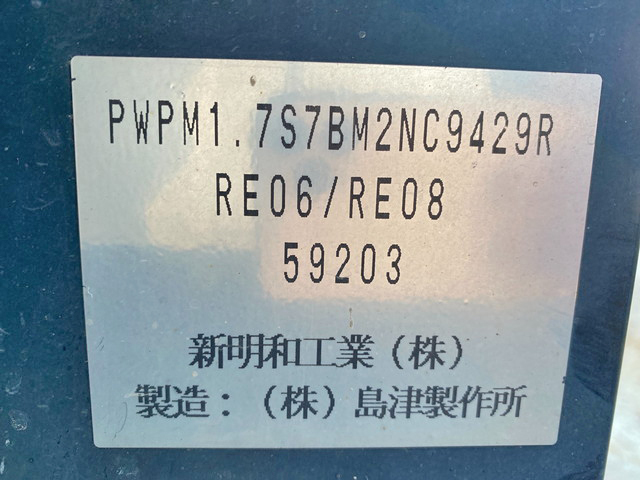 PWPM1.7S7BM2NC9429R
RE06/RE08
59203
新明和工業（株）
製造：（株）島津製作所